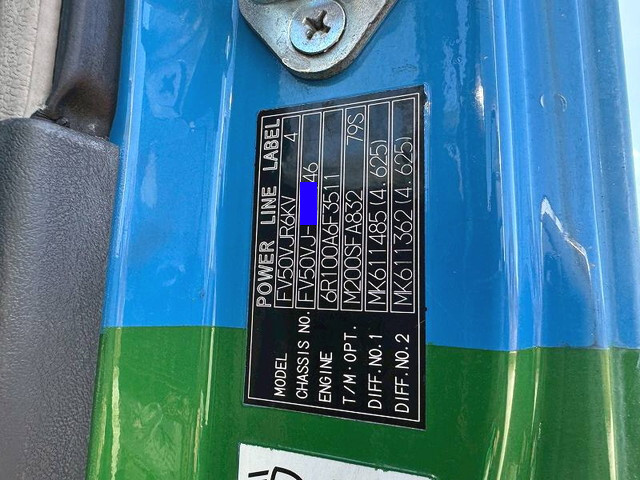 POWER LINE LABEL
MODEL FV50VJR6KV 4
CHASSIS NO. FV50VJ- 46
ENGINE 6R100A6F3511
T/M·OPT. M200SFA832 79S
DIFF.NO.1 MK611485(4.625)
DIFF.NO.2 MK611362(4.625)